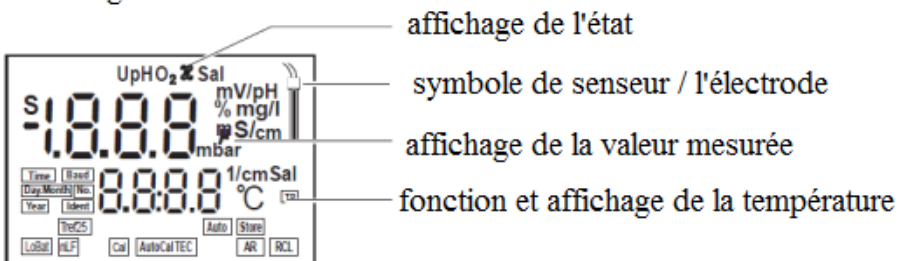 affichage de l'état
UpHO₂ Sal
symbole de senseur / l'électrode
mV/pH
% mg/l
S -1.8.8.8
mS/cm
affichage de la valeur mesurée
mbar
1/cm Sal
Time Baud
Day.Month No.
8.8:8.8
°C
TP
fonction et affichage de la température
Year Ident
Tref25
Auto Store
LoBat nLF Cal AutoCal TEC AR RCL